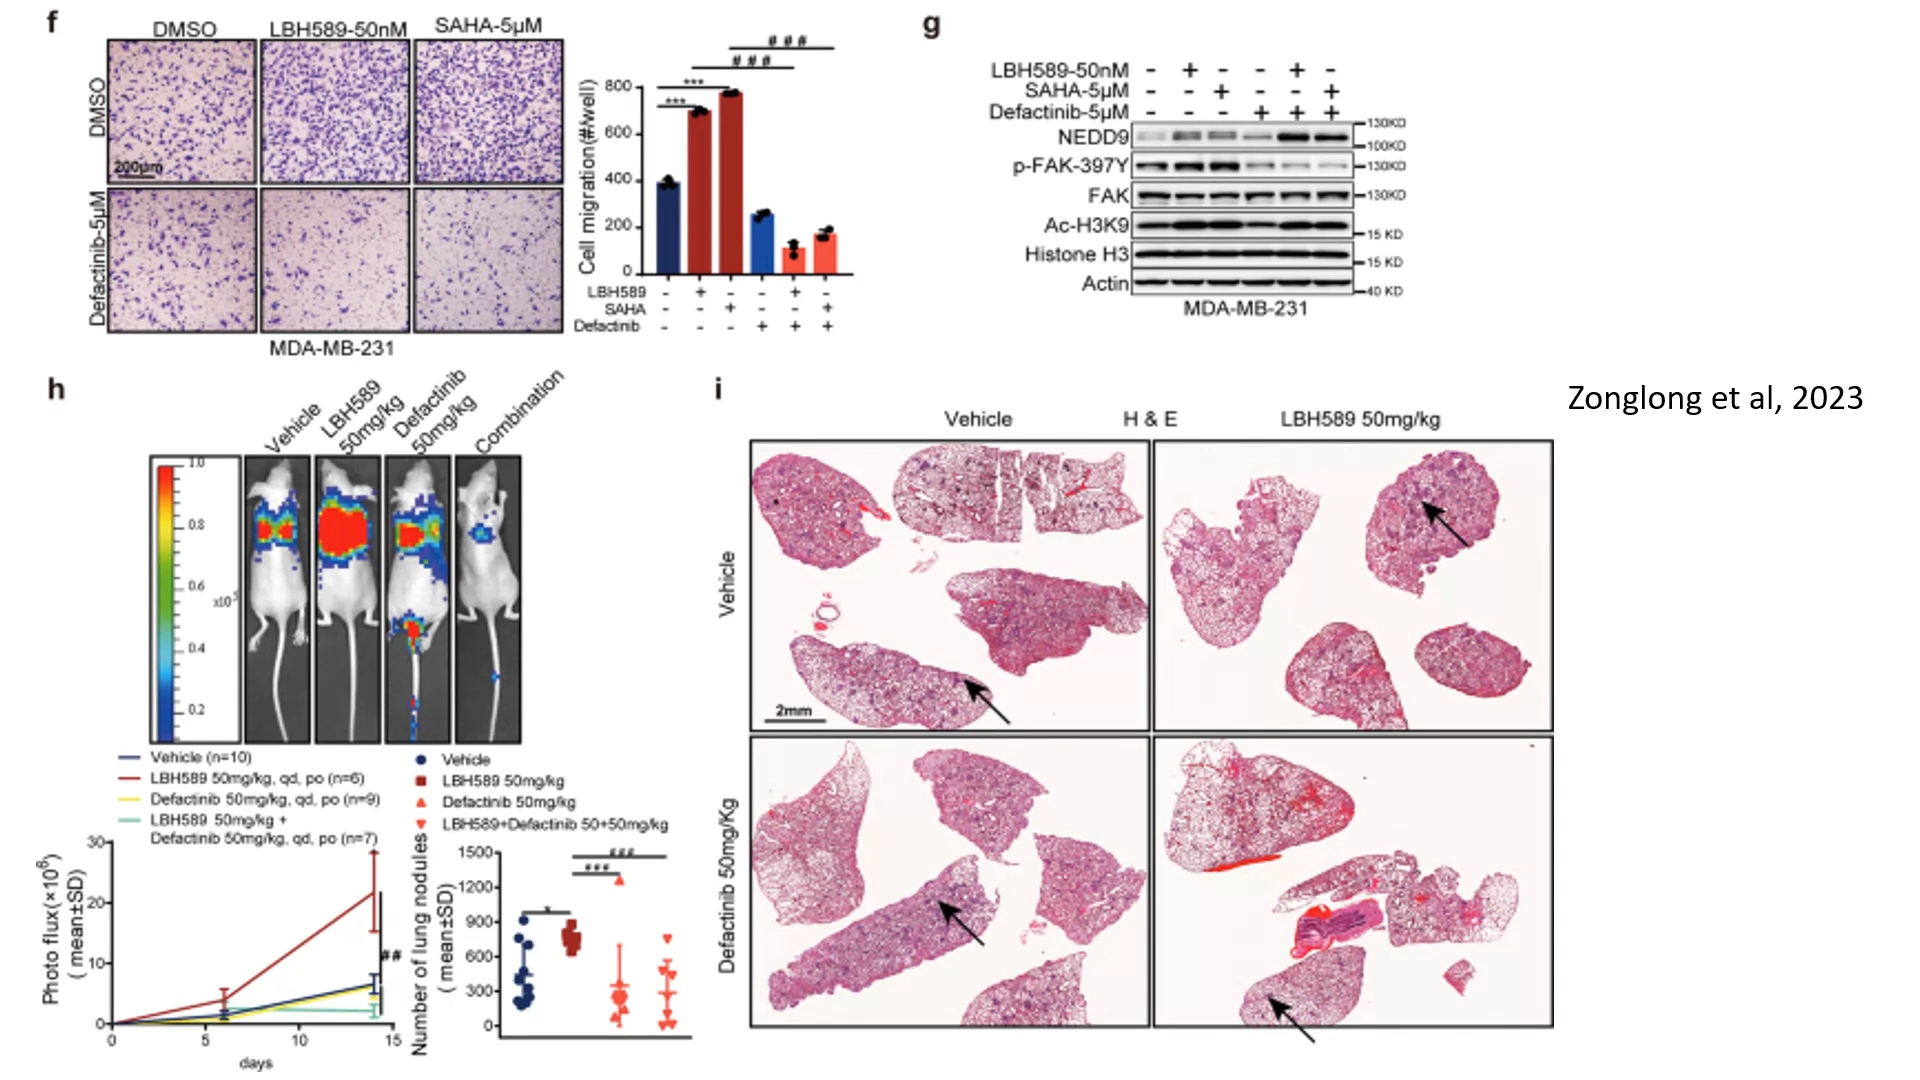 f
DMSO LBH589-50nM SAHA-5µM
DMSO
200µm
Defactinib-5µM
MDA-MB-231
# # #
# # #
***
***
Cell migration(#/well)
800
600
400
200
0
LBH589 - + - - + -
SAHA - - + - - +
Defactinib - - - + + +
g
LBH589-50nM - + - - + -
SAHA-5µM - - + - - +
Defactinib-5µM - - - + + +
NEDD9 130KD
100KD
p-FAK-397Y 130KD
FAK 130KD
Ac-H3K9 15 KD
Histone H3 15 KD
Actin 40 KD
MDA-MB-231
h
Vehicle
LBH589
50mg/kg
Defactinib
50mg/kg
Combination
1.0
0.8
0.6
0.4
0.2
Vehicle (n=10)
LBH589 50mg/kg, qd, po (n=6)
Defactinib 50mg/kg, qd, po (n=9)
LBH589 50mg/kg +
Defactinib 50mg/kg, qd, po (n=7)
Photo flux(×10⁶)
( mean±SD)
30
20
10
0
##
0 5 10 15
days
Vehicle
LBH589 50mg/kg
Defactinib 50mg/kg
LBH589+Defactinib 50+50mg/kg
Number of lung nodules
( mean±SD)
1500
1200
900
600
300
0
###
###
*
i
Vehicle H & E LBH589 50mg/kg
Vehicle
2mm
Defactinib 50mg/Kg
Zonglong et al, 2023